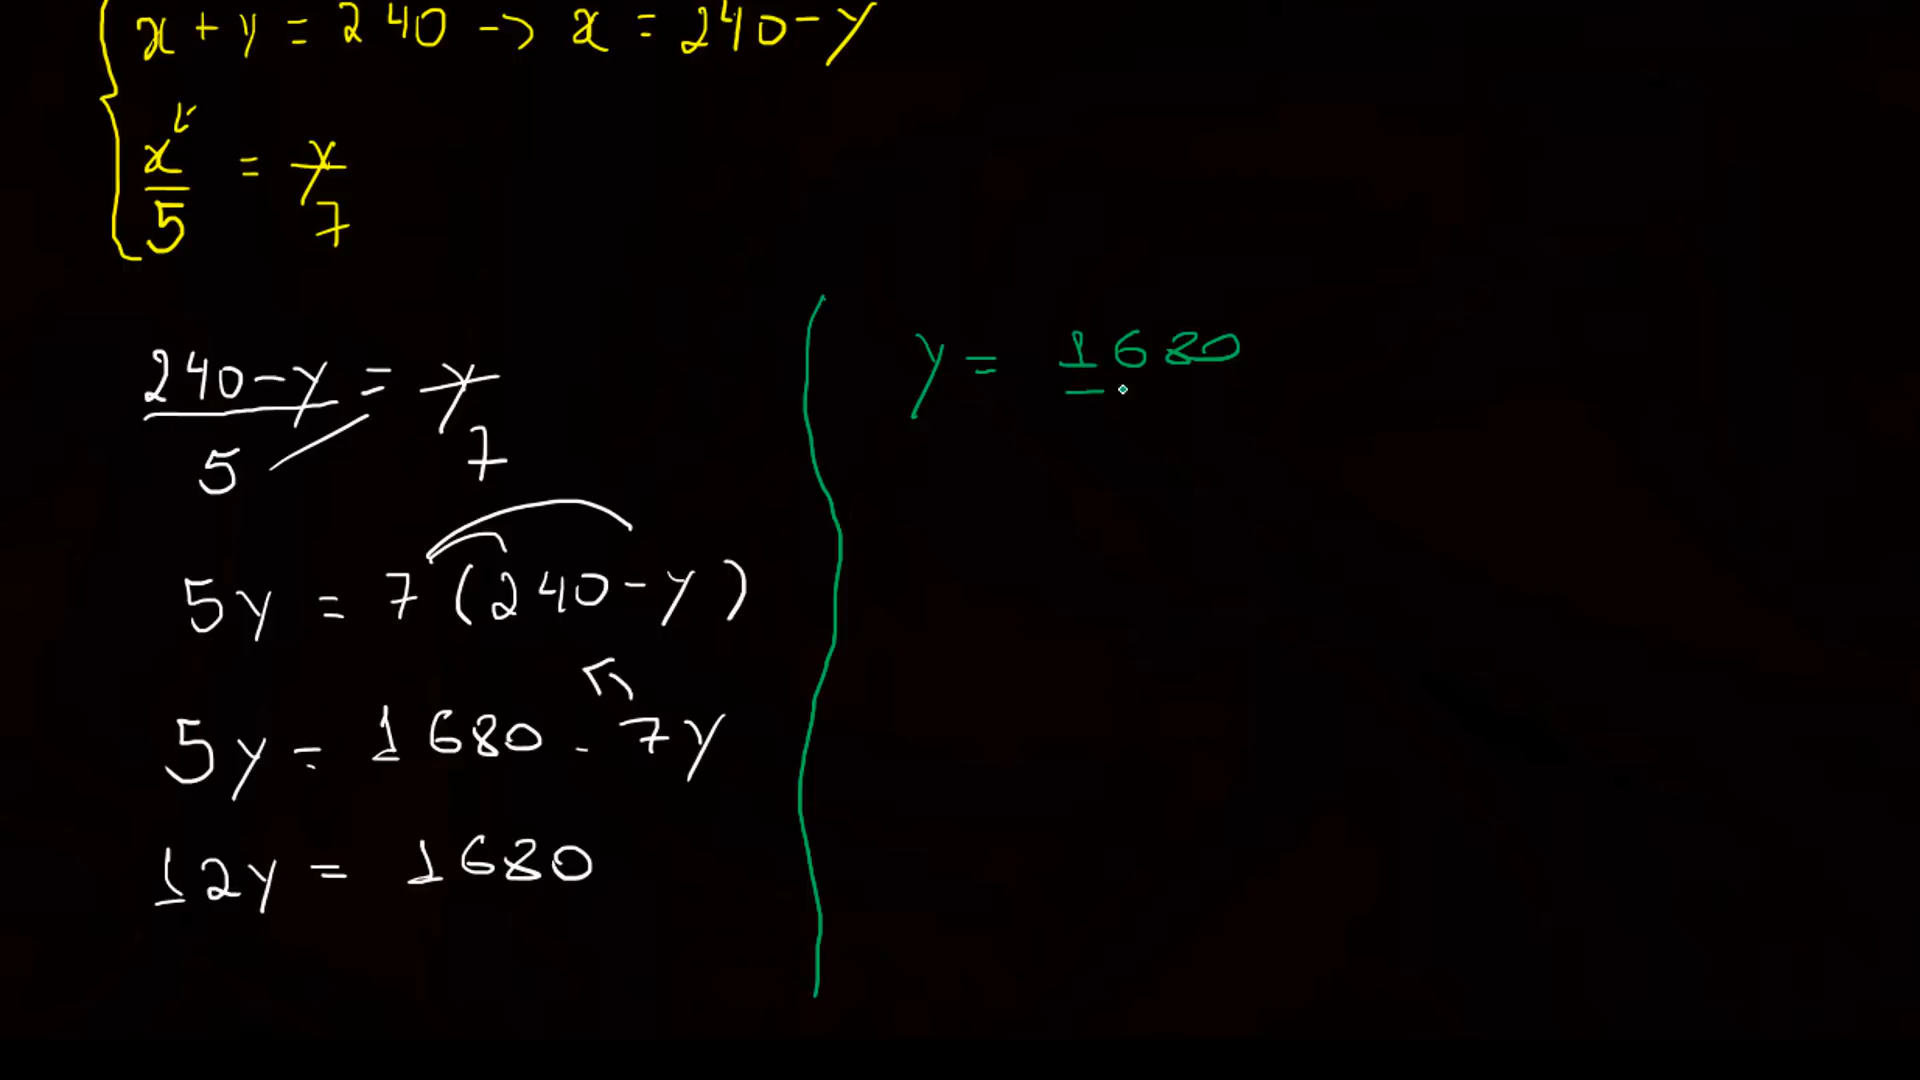 x + y = 240 -> x = 240 - y
x/5 = y/7
240 - y / 5 = y/7
5y = 7 (240 - y)
5y = 1680 - 7y
12y = 1680
y = 1680